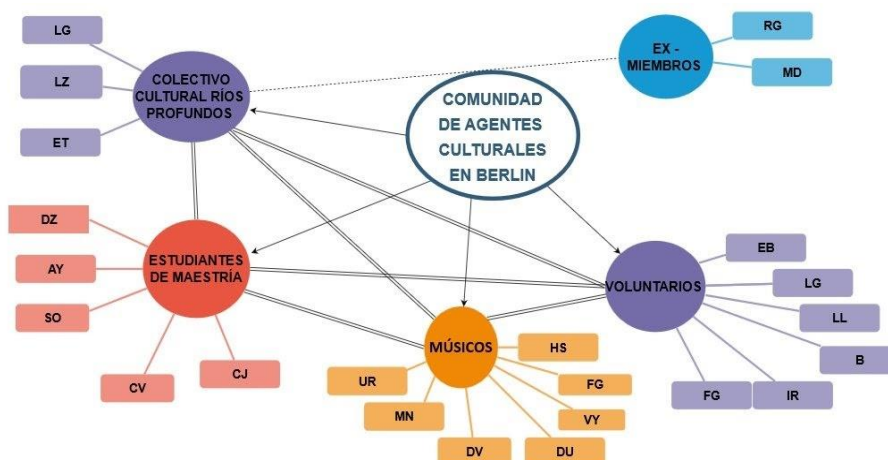 LG
LZ
ET
COLECTIVO
CULTURAL RÍOS
PROFUNDOS
EX -
MIEMBROS
RG
MD
COMUNIDAD
DE AGENTES
CULTURALES
EN BERLIN
DZ
AY
SO
CV
CJ
ESTUDIANTES
DE MAESTRÍA
MÚSICOS
UR
MN
DV
DU
VY
FG
HS
VOLUNTARIOS
EB
LG
LL
B
IR
FG